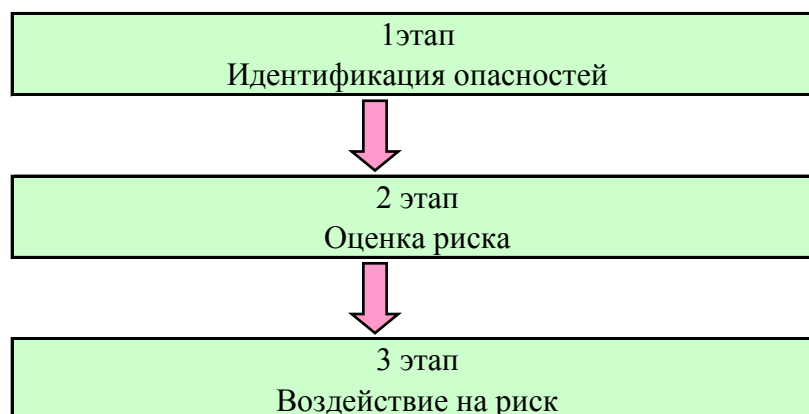 1этап
Идентификация опасностей
2 этап
Оценка риска
3 этап
Воздействие на риск